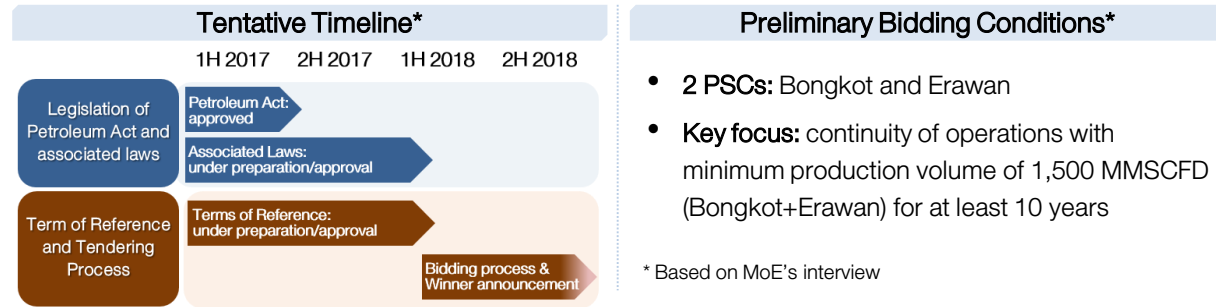 Tentative Timeline*
1H 2017 2H 2017 1H 2018 2H 2018
Legislation of
Petroleum Act and
associated laws
Petroleum Act:
approved
Associated Laws:
under preparation/approval
Term of Reference
and Tendering
Process
Terms of Reference:
under preparation/approval
Bidding process &
Winner announcement
Preliminary Bidding Conditions*
• 2 PSCs: Bongkot and Erawan
• Key focus: continuity of operations with
minimum production volume of 1,500 MMSCFD
(Bongkot+Erawan) for at least 10 years
* Based on MoE's interview